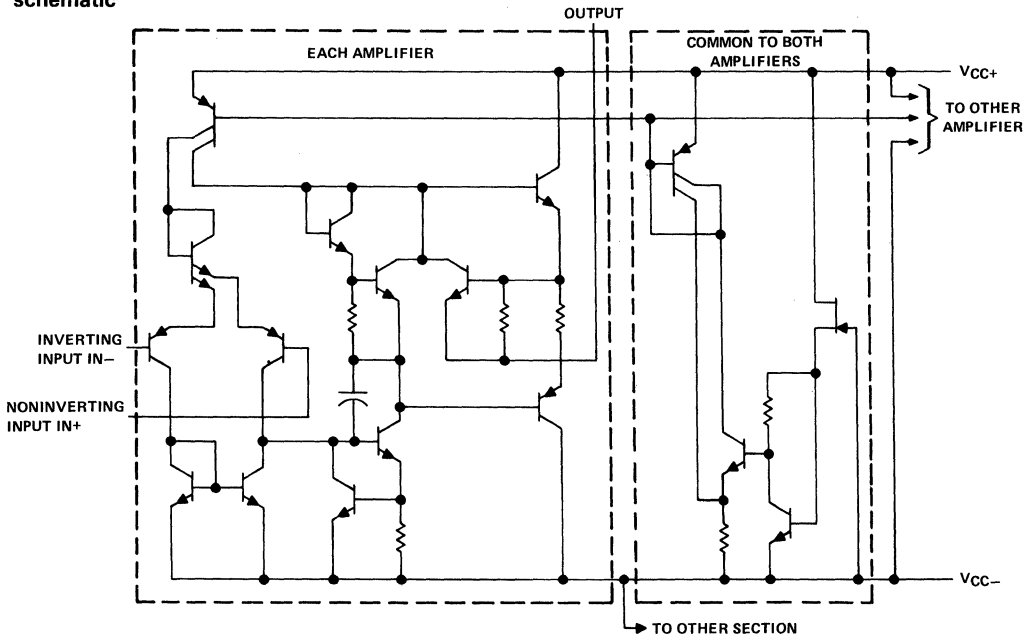 schematic
OUTPUT
EACH AMPLIFIER
COMMON TO BOTH
AMPLIFIERS
VCC+
TO OTHER
AMPLIFIER
INVERTING
INPUT IN−
NONINVERTING
INPUT IN+
VCC−
TO OTHER SECTION